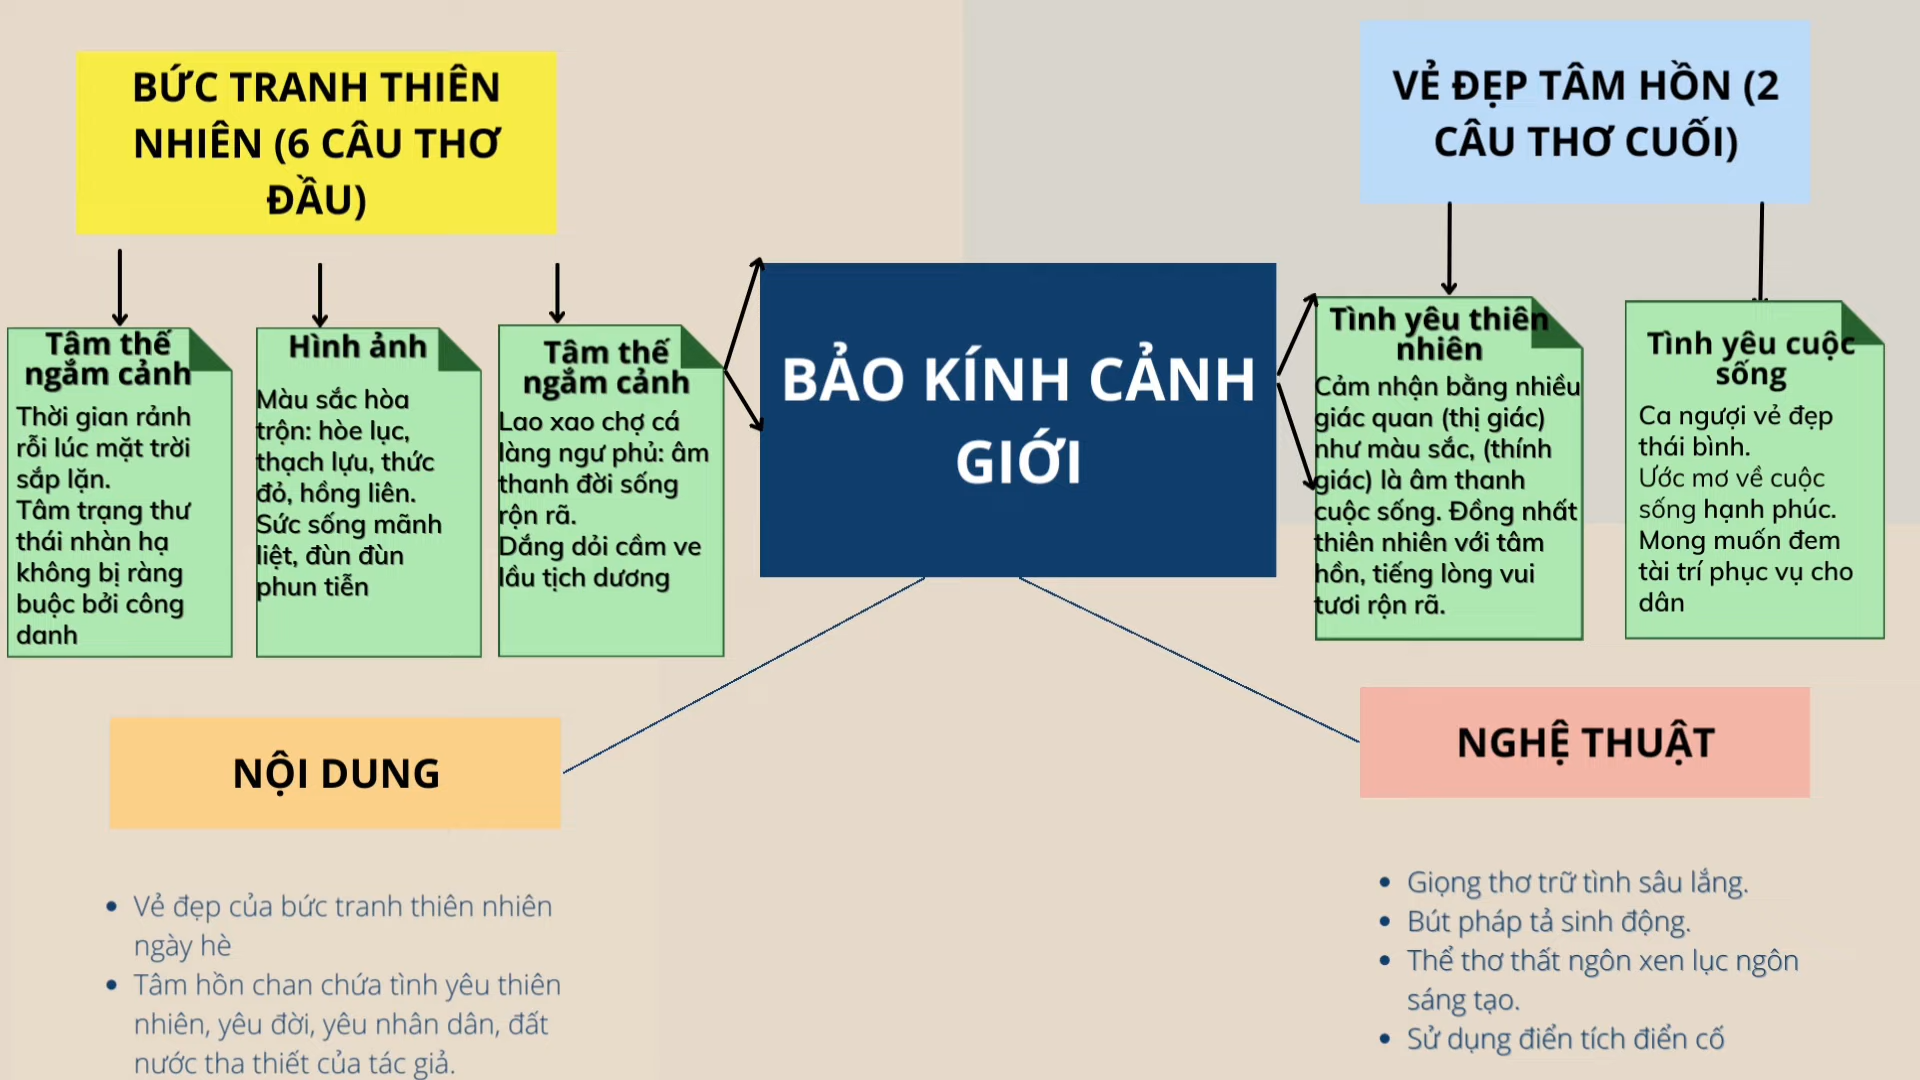 BỨC TRANH THIÊN
NHIÊN (6 CÂU THƠ
ĐẦU)
Tâm thế
ngắm cảnh
Thời gian rảnh
rỗi lúc mặt trời
sắp lặn.
Tâm trạng thư
thái nhàn hạ
không bị ràng
buộc bởi công
danh
Hình ảnh
Màu sắc hòa
trộn: hòe lục,
thạch lựu, thức
đỏ, hồng liên.
Sức sống mãnh
liệt, đùn đùn
phun tiễn
Tâm thế
ngắm cảnh
Lao xao chợ cá
làng ngư phủ: âm
thanh đời sống
rộn rã.
Dắng dỏi cầm ve
lầu tịch dương
BẢO KÍNH CẢNH
GIỚI
VẺ ĐẸP TÂM HỒN (2
CÂU THƠ CUỐI)
Tình yêu thiên
nhiên
Cảm nhận bằng nhiều
giác quan (thị giác)
như màu sắc, (thính
giác) là âm thanh
cuộc sống. Đồng nhất
thiên nhiên với tâm
hồn, tiếng lòng vui
tươi rộn rã.
Tình yêu cuộc
sống
Ca ngượi vẻ đẹp
thái bình.
Ước mơ về cuộc
sống hạnh phúc.
Mong muốn đem
tài trí phục vụ cho
dân
NỘI DUNG
Vẻ đẹp của bức tranh thiên nhiên
ngày hè
Tâm hồn chan chứa tình yêu thiên
nhiên, yêu đời, yêu nhân dân, đất
nước tha thiết của tác giả.
NGHỆ THUẬT
Giọng thơ trữ tình sâu lắng.
Bút pháp tả sinh động.
Thể thơ thất ngôn xen lục ngôn
sáng tạo.
Sử dụng điển tích điển cố